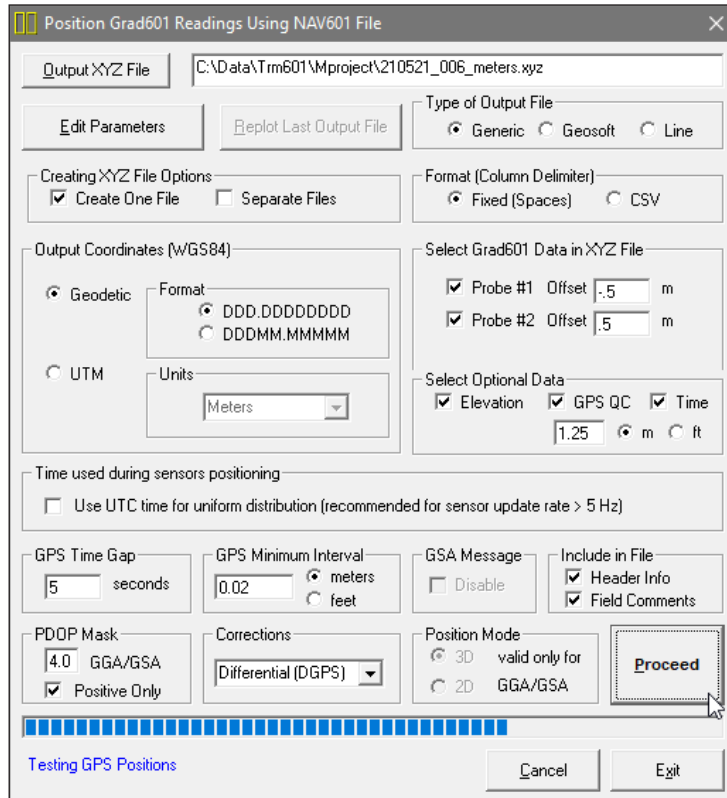 Position Grad601 Readings Using NAV601 File
Output XYZ File
C:\Data\Trm601\Mproject\210521_006_meters.xyz
Edit Parameters
Replot Last Output File
Type of Output File
Generic
Geosoft
Line
Creating XYZ File Options
Create One File
Separate Files
Format (Column Delimiter)
Fixed (Spaces)
CSV
Output Coordinates (WGS84)
Geodetic
Format
DDD.DDDDDDDD
DDDMM.MMMMM
UTM
Units
Meters
Select Grad601 Data in XYZ File
Probe #1 Offset -.5 m
Probe #2 Offset .5 m
Select Optional Data
Elevation
GPS QC
Time
1.25 m ft
Time used during sensors positioning
Use UTC time for uniform distribution (recommended for sensor update rate > 5 Hz)
GPS Time Gap
5 seconds
GPS Minimum Interval
0.02
meters
feet
GSA Message
Disable
Include in File
Header Info
Field Comments
PDOP Mask
4.0 GGA/GSA
Positive Only
Corrections
Differential (DGPS)
Position Mode
3D valid only for
2D GGA/GSA
Proceed
Testing GPS Positions
Cancel
Exit